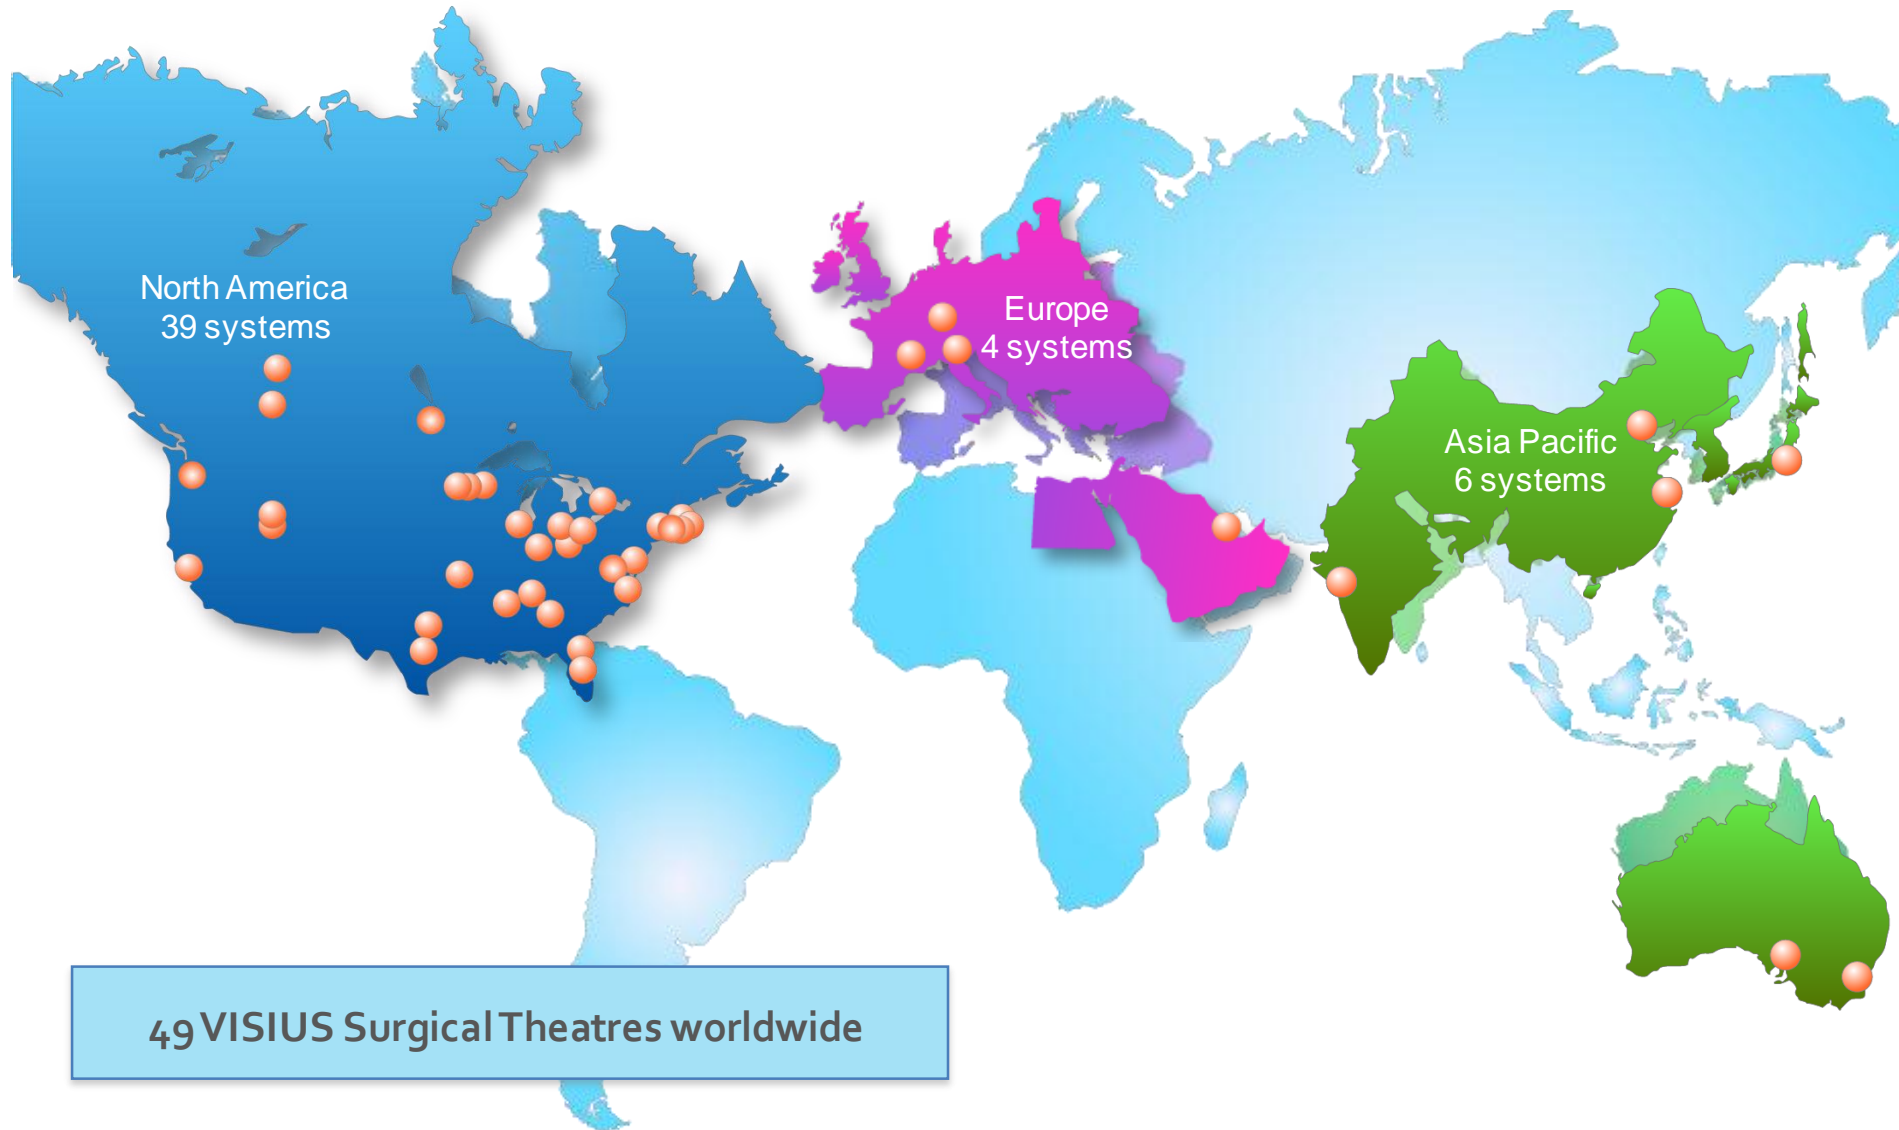 North America
39 systems
Europe
4 systems
Asia Pacific
6 systems
49 VISIUS Surgical Theatres worldwide